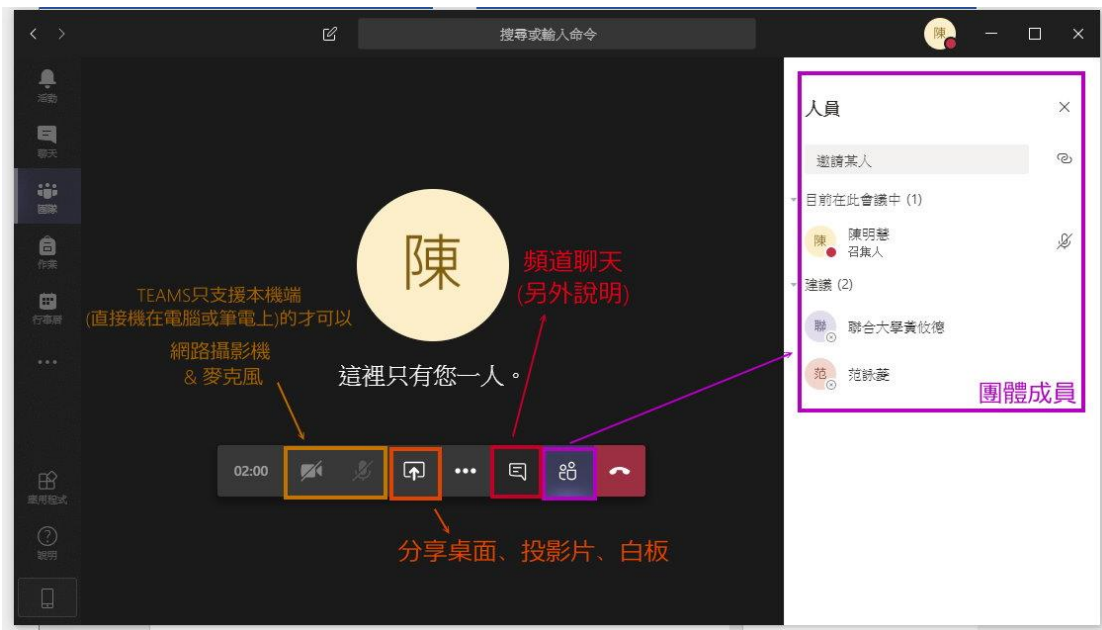 搜尋或輸入命令
陳
活動
聊天
團隊
作業
行事曆
應用程式
說明
陳
TEAMS只支援本機端
(直接機在電腦或筆電上)的才可以
網路攝影機
& 麥克風
頻道聊天
(另外說明)
這裡只有您一人。
02:00
分享桌面、投影片、白板
人員
邀請某人
目前在此會議中 (1)
陳
陳明慧
召集人
建議 (2)
聯
聯合大學黃攸德
范
范詠菱
團體成員